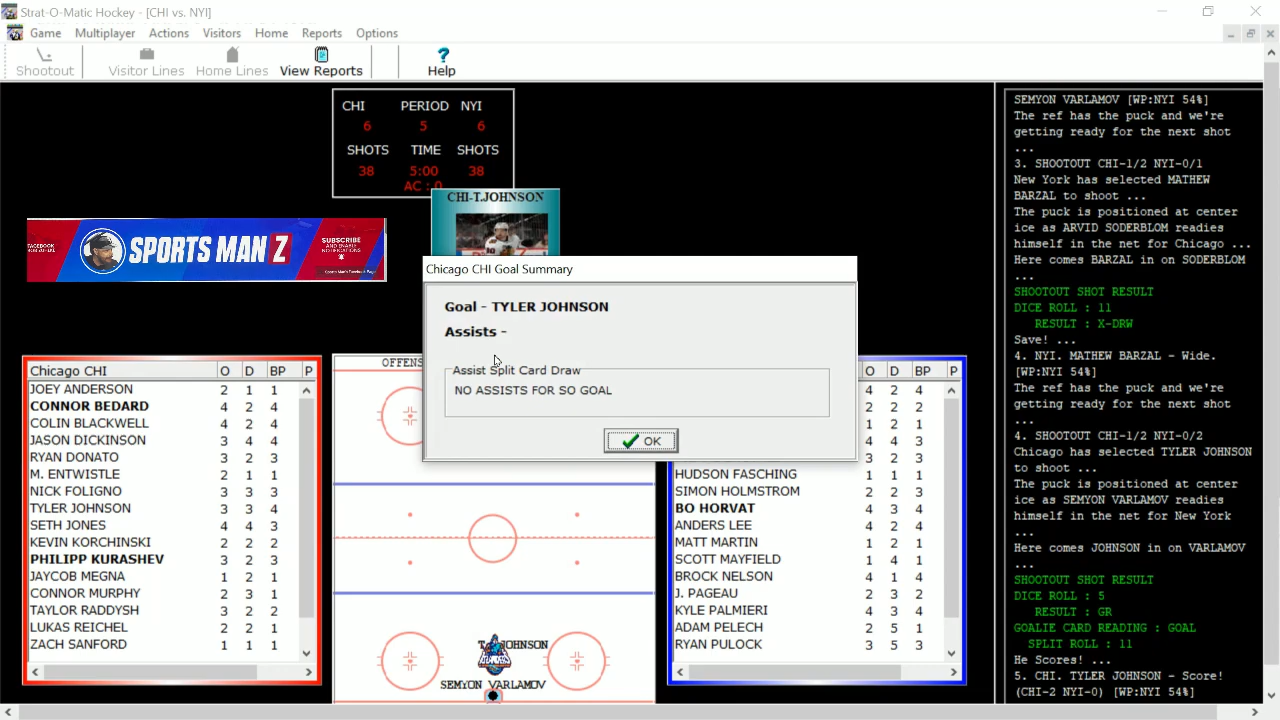 Strat-O-Matic Hockey - [CHI vs. NYI]
Game Multiplayer Actions Visitors Home Reports Options
Shootout Visitor Lines Home Lines View Reports Help
CHI PERIOD NYI
6 5 6
SHOTS TIME SHOTS
38 5:00 38
AC : 0
CHI-T.JOHNSON
FACEBOOK
SPORTS MAN Z
SUBSCRIBE
AND ENABLE
NOTIFICATIONS
Sports Man's Facebook Page
Chicago CHI Goal Summary
Goal - TYLER JOHNSON
Assists -
Assist Split Card Draw
NO ASSISTS FOR SO GOAL
OK
Chicago CHI O D BP P
JOEY ANDERSON 2 1 1
CONNOR BEDARD 4 2 4
COLIN BLACKWELL 4 2 4
JASON DICKINSON 3 4 4
RYAN DONATO 3 2 3
M. ENTWISTLE 2 1 1
NICK FOLIGNO 3 3 3
TYLER JOHNSON 3 3 4
SETH JONES 4 4 3
KEVIN KORCHINSKI 2 2 2
PHILIPP KURASHEV 3 2 3
JAYCOB MEGNA 1 2 1
CONNOR MURPHY 2 3 1
TAYLOR RADDYSH 3 2 2
LUKAS REICHEL 2 2 1
ZACH SANFORD 1 1 1
OFFENS
JOHNSON
SEMYON VARLAMOV
O D BP P
4 2 4
2 2 2
1 2 1
4 4 3
3 2 3
HUDSON FASCHING 1 1 1
SIMON HOLMSTROM 2 2 3
BO HORVAT 4 3 4
ANDERS LEE 4 2 4
MATT MARTIN 1 2 1
SCOTT MAYFIELD 1 4 1
BROCK NELSON 4 1 4
J. PAGEAU 2 3 2
KYLE PALMIERI 4 3 4
ADAM PELECH 2 5 1
RYAN PULOCK 3 5 3
SEMYON VARLAMOV [WP:NYI 54%]
The ref has the puck and we're
getting ready for the next shot
...
3. SHOOTOUT CHI-1/2 NYI-0/1
New York has selected MATHEW
BARZAL to shoot ...
The puck is positioned at center
ice as ARVID SODERBLOM readies
himself in the net for Chicago ...
Here comes BARZAL in on SODERBLOM
...
SHOOTOUT SHOT RESULT
DICE ROLL : 11
RESULT : X-DRW
Save! ...
4. NYI. MATHEW BARZAL - Wide.
[WP:NYI 54%]
The ref has the puck and we're
getting ready for the next shot
...
4. SHOOTOUT CHI-1/2 NYI-0/2
Chicago has selected TYLER JOHNSON
to shoot ...
The puck is positioned at center
ice as SEMYON VARLAMOV readies
himself in the net for New York
...
Here comes JOHNSON in on VARLAMOV
...
SHOOTOUT SHOT RESULT
DICE ROLL : 5
RESULT : GR
GOALIE CARD READING : GOAL
SPLIT ROLL : 11
He Scores! ...
5. CHI. TYLER JOHNSON - Score!
(CHI-2 NYI-0) [WP:NYI 54%]